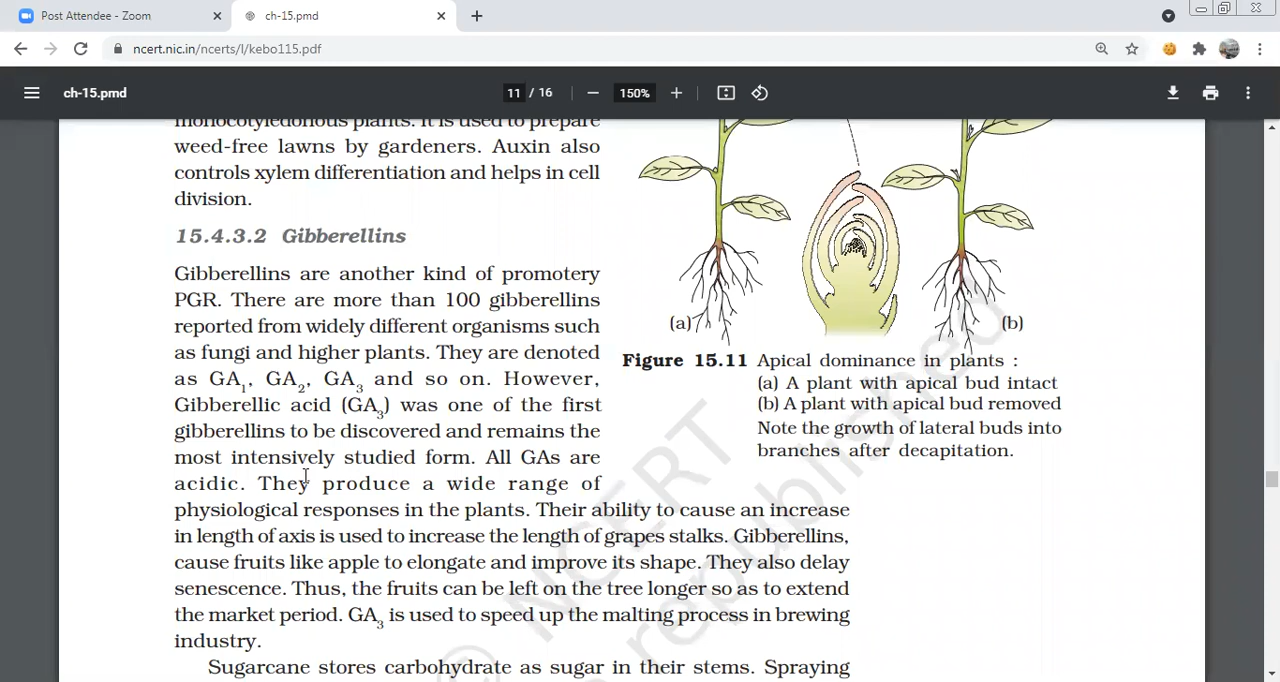 Post Attendee - Zoom
ch-15.pmd
ncert.nic.in/ncerts/l/kebo115.pdf
ch-15.pmd
11 / 16
150%
monocotyledonous plants. It is used to prepare
weed-free lawns by gardeners. Auxin also
controls xylem differentiation and helps in cell
division.
15.4.3.2 Gibberellins
Gibberellins are another kind of promotery
PGR. There are more than 100 gibberellins
reported from widely different organisms such
as fungi and higher plants. They are denoted
as GA1, GA2, GA3 and so on. However,
Gibberellic acid (GA3) was one of the first
gibberellins to be discovered and remains the
most intensively studied form. All GAs are
acidic. They produce a wide range of
physiological responses in the plants. Their ability to cause an increase
in length of axis is used to increase the length of grapes stalks. Gibberellins,
cause fruits like apple to elongate and improve its shape. They also delay
senescence. Thus, the fruits can be left on the tree longer so as to extend
the market period. GA3 is used to speed up the malting process in brewing
industry.
Sugarcane stores carbohydrate as sugar in their stems. Spraying
(a)
(b)
Figure 15.11 Apical dominance in plants :
(a) A plant with apical bud intact
(b) A plant with apical bud removed
Note the growth of lateral buds into
branches after decapitation.
© NCERT
republished